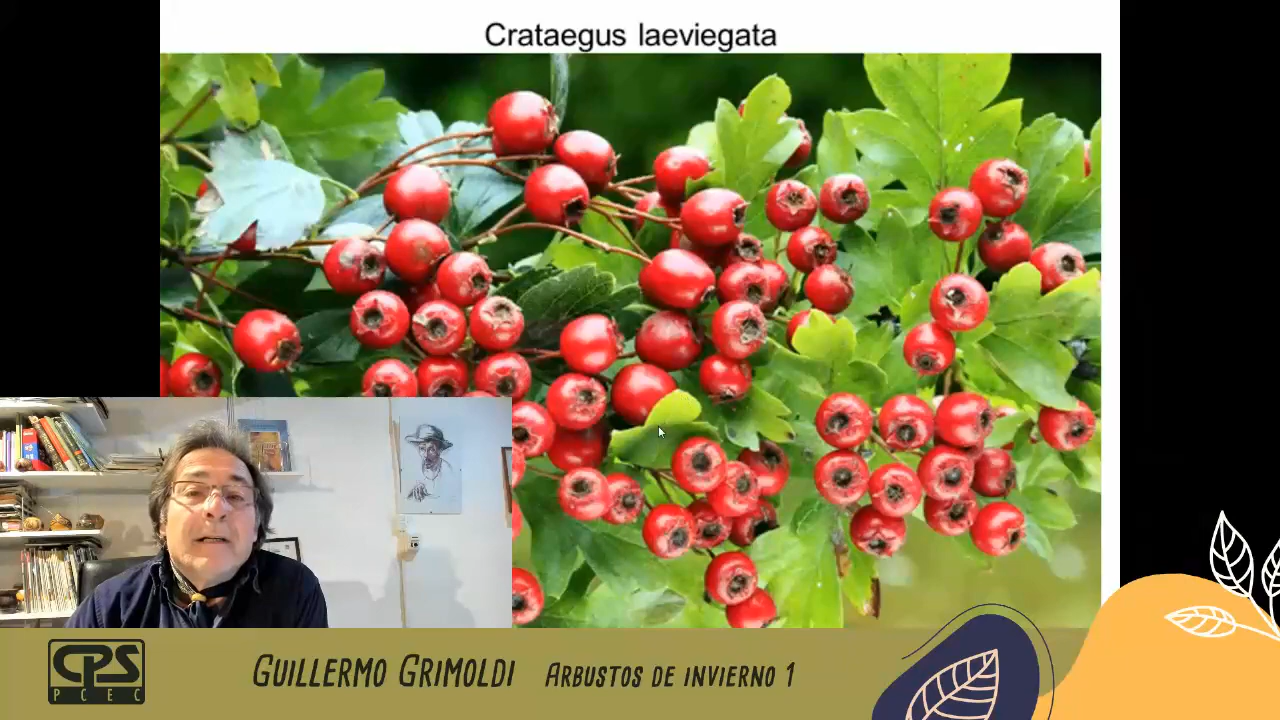 Crataegus laeviegata
CPS
PCEC
GUILLERMO GRIMOLDI ARBUSTOS DE INVIERNO 1